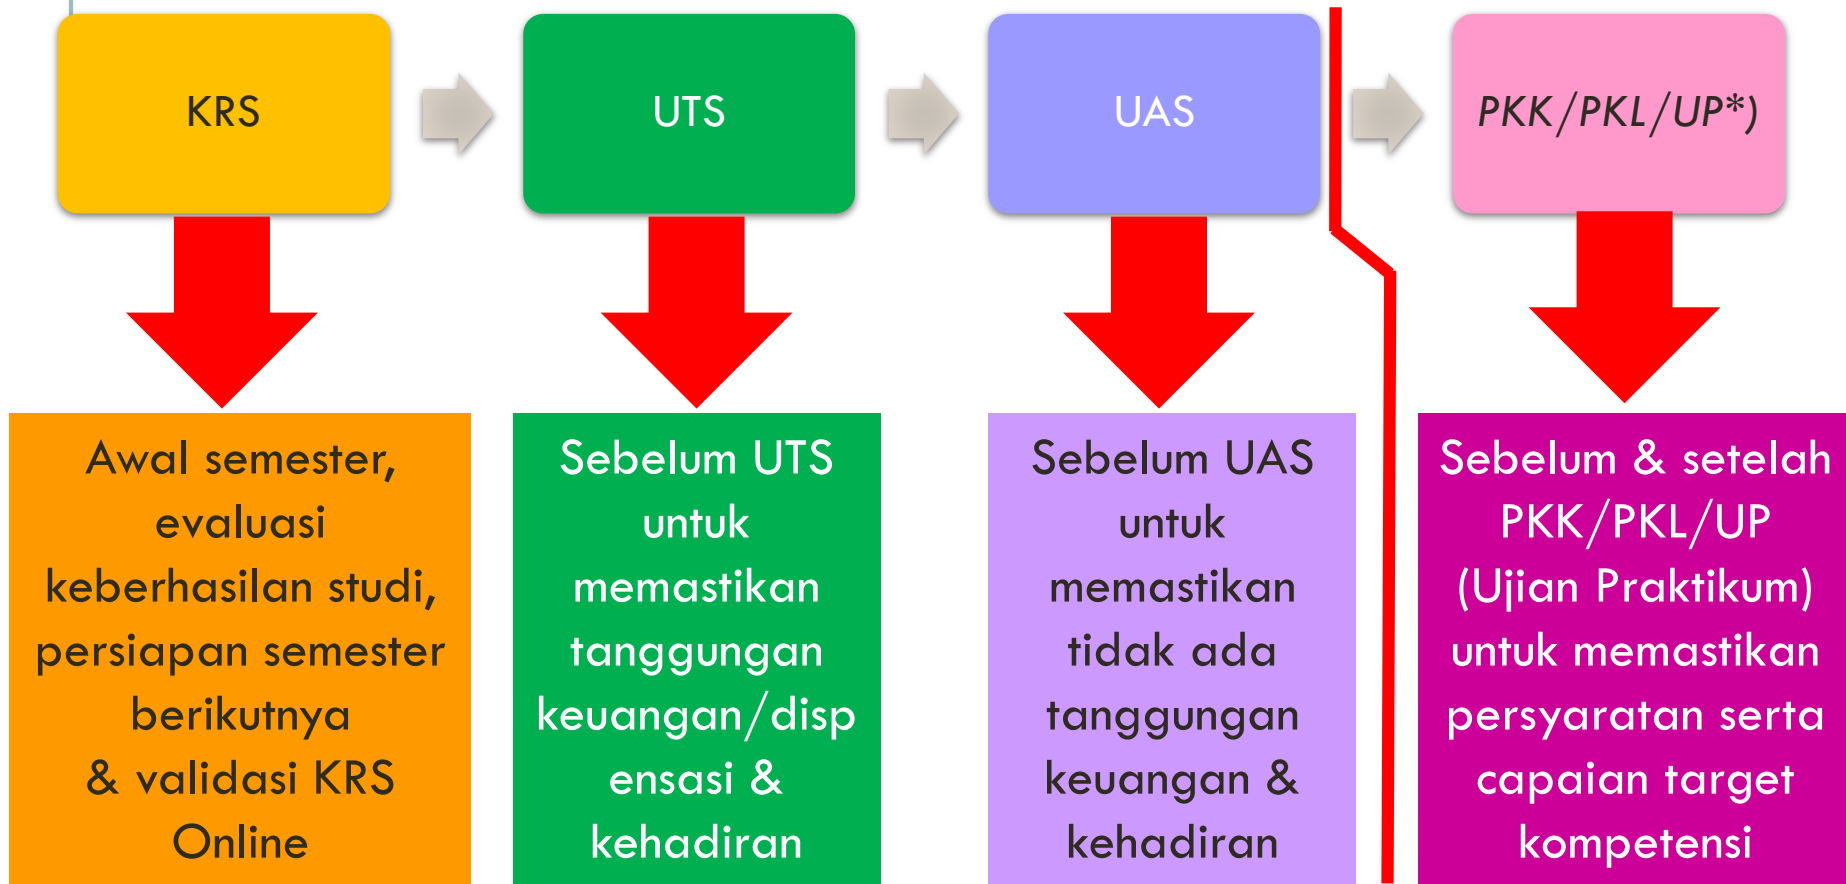 KRS
UTS
UAS
PKK/PKL/UP*)
Awal semester,
evaluasi
keberhasilan studi,
persiapan semester
berikutnya
& validasi KRS
Online
Sebelum UTS
untuk
memastikan
tanggungan
keuangan/disp
ensasi &
kehadiran
Sebelum UAS
untuk
memastikan
tidak ada
tanggungan
keuangan &
kehadiran
Sebelum & setelah
PKK/PKL/UP
(Ujian Praktikum)
untuk memastikan
persyaratan serta
capaian target
kompetensi